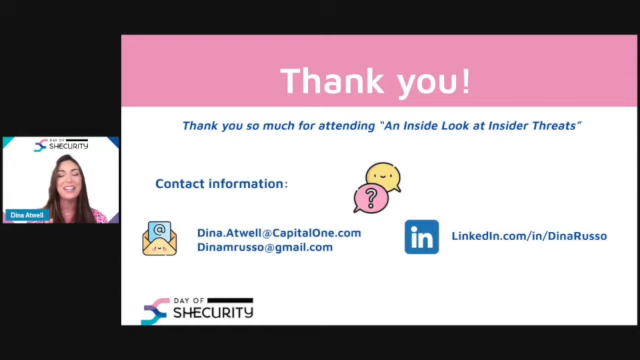 Thank you!
Thank you so much for attending "An Inside Look at Insider Threats"
DAY OF
SHECURITY
Dina Atwell
Contact information:
?
@
Dina.Atwell@CapitalOne.com
Dinamrusso@gmail.com
in
LinkedIn.com/in/DinaRusso
DAY OF
SHECURITY